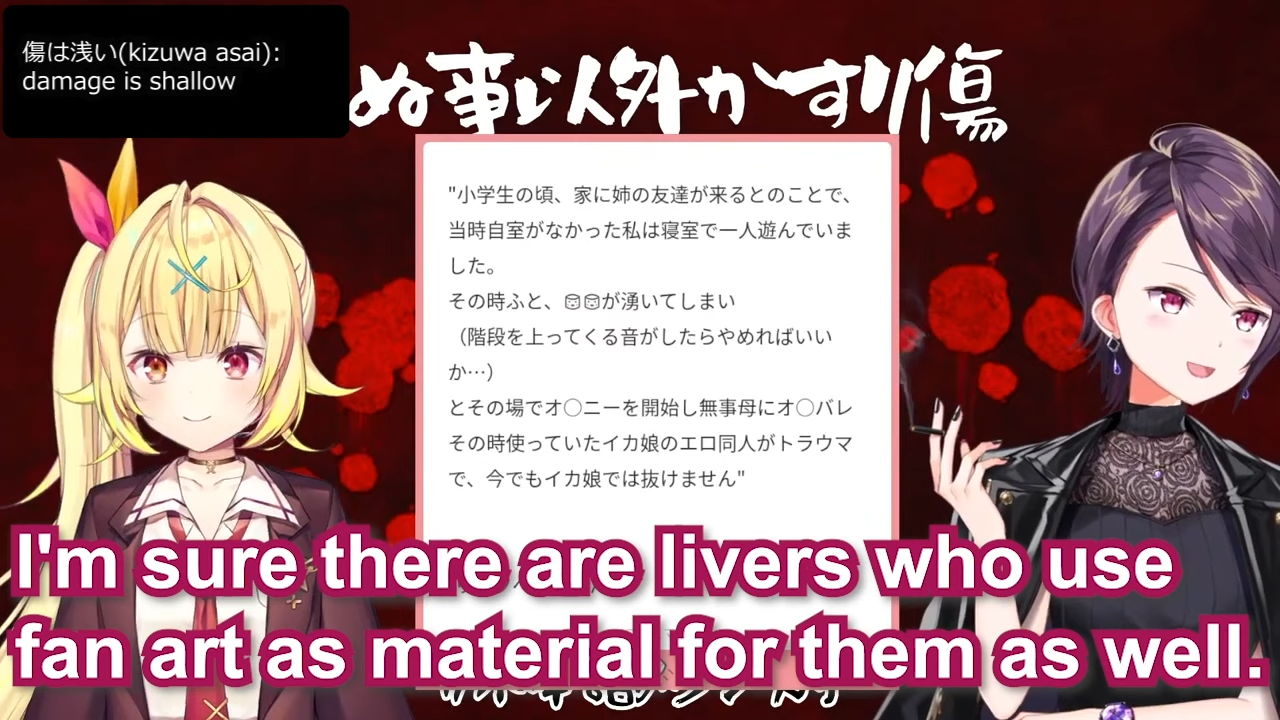 傷は浅い(kizuwa asai):
damage is shallow
ぬ事以外かすり傷
"小学生の頃、家に姉の友達が来るとのことで、
当時自室がなかった私は寝室で一人遊んでいま
した。
その時ふと、が湧いてしまい
（階段を上ってくる音がしたらやめればいい
か…）
とその場でオ〇ニーを開始し無事母にオ〇バレ
その時使っていたイカ娘のエロ同人がトラウマ
で、今でもイカ娘では抜けません"
I'm sure there are livers who use
fan art as material for them as well.